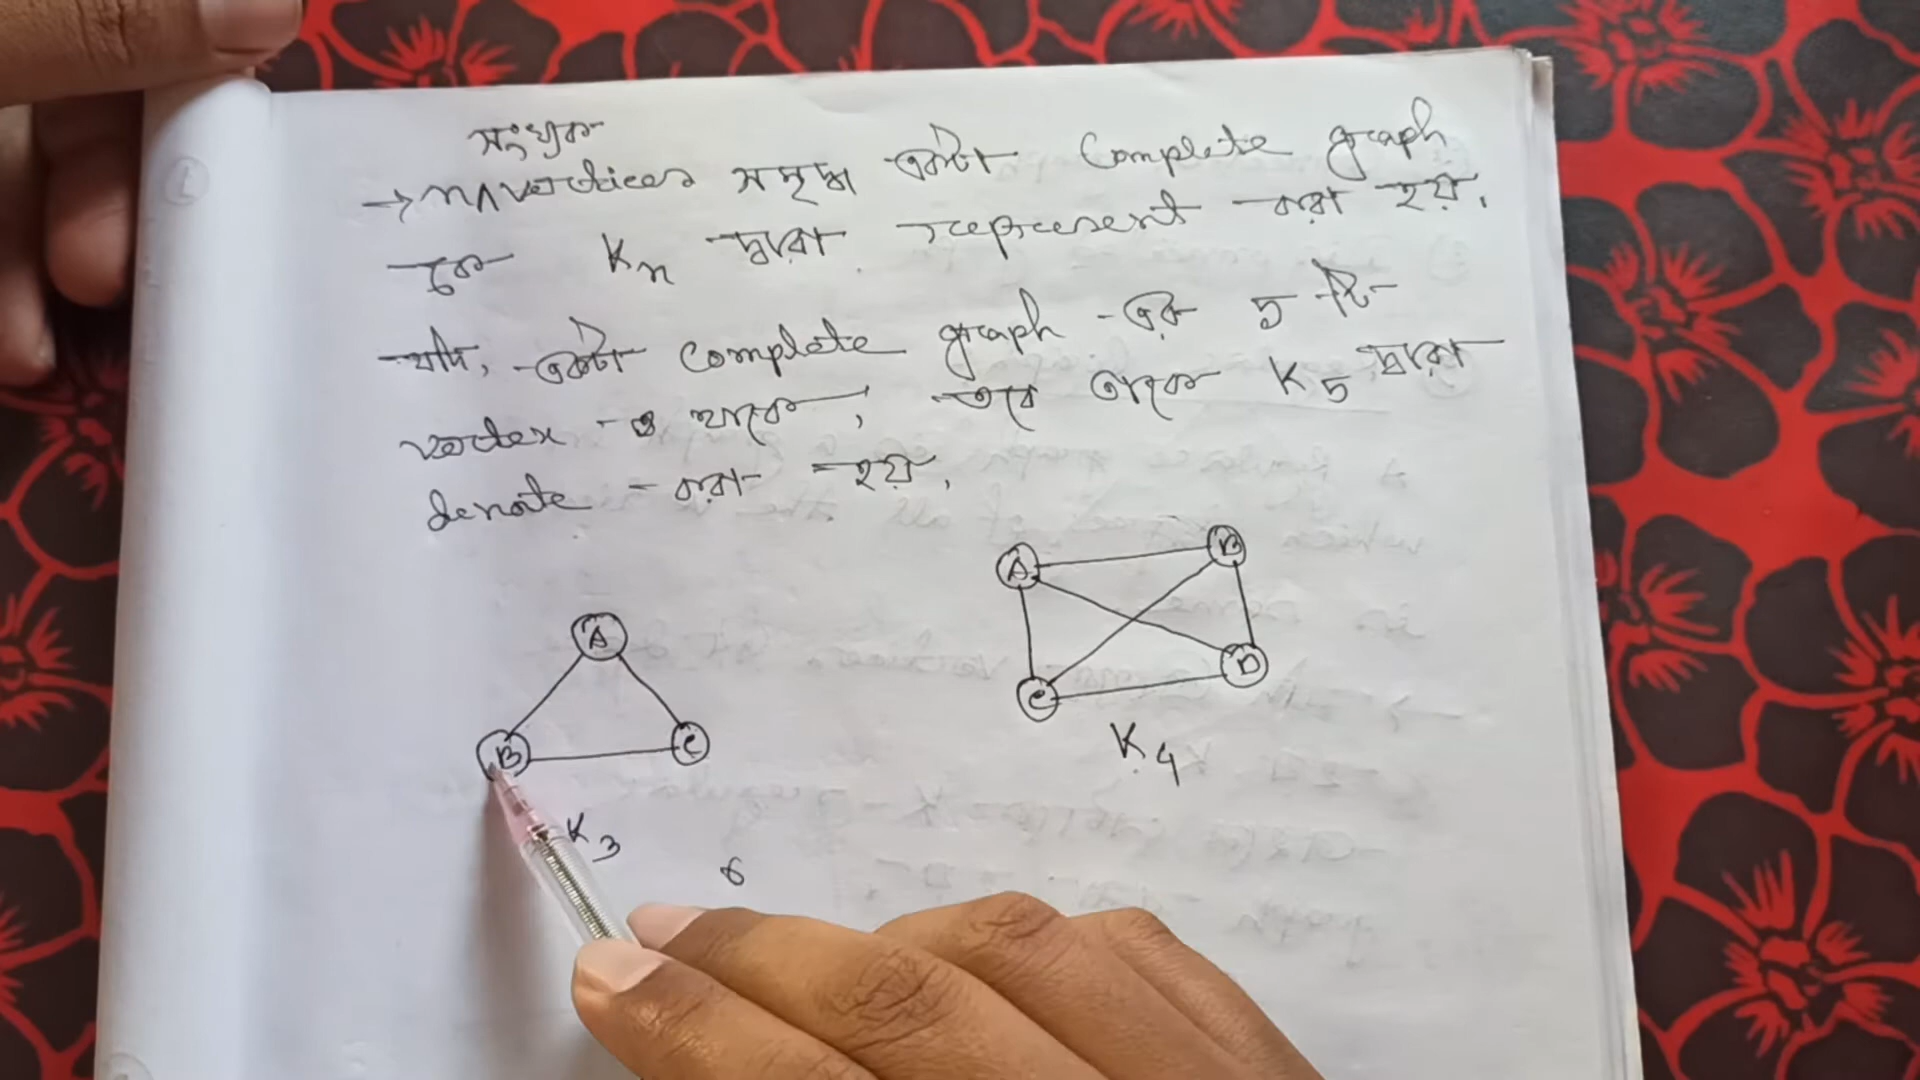 সংখ্যক
→ n vertices সমৃদ্ধ একটা Complete graph
কে Kn দ্বারা represent করা হয়.
যদি, একটা complete graph -এর 5 টি
vertex - থাকে, তবে তাকে K5 দ্বারা
denote - করা হয়.
A B
A
C D
B C
K4
K3
6